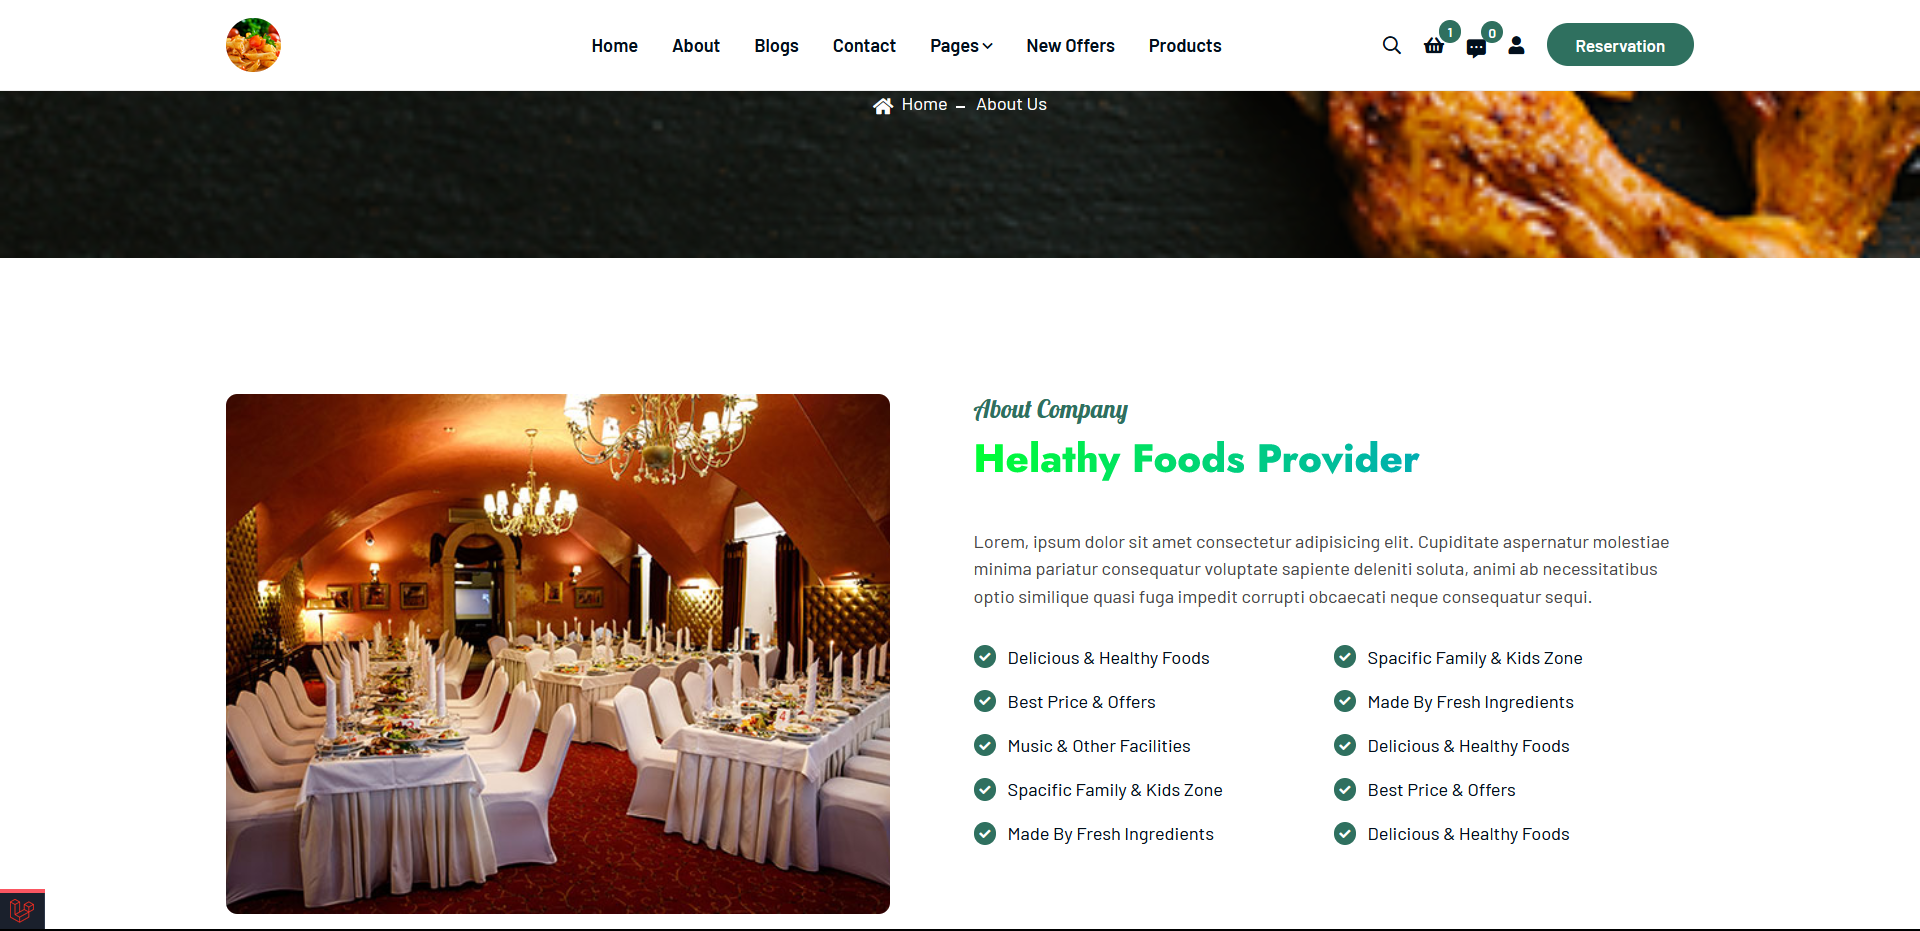 Home About Blogs Contact Pages New Offers Products 1 0 Reservation
Home About Us
About Company
Helathy Foods Provider
Lorem, ipsum dolor sit amet consectetur adipisicing elit. Cupiditate aspernatur molestiae
minima pariatur consequatur voluptate sapiente deleniti soluta, animi ab necessitatibus
optio similique quasi fuga impedit corrupti obcaecati neque consequatur sequi.
Delicious & Healthy Foods
Best Price & Offers
Music & Other Facilities
Spacific Family & Kids Zone
Made By Fresh Ingredients
Spacific Family & Kids Zone
Made By Fresh Ingredients
Delicious & Healthy Foods
Best Price & Offers
Delicious & Healthy Foods
4